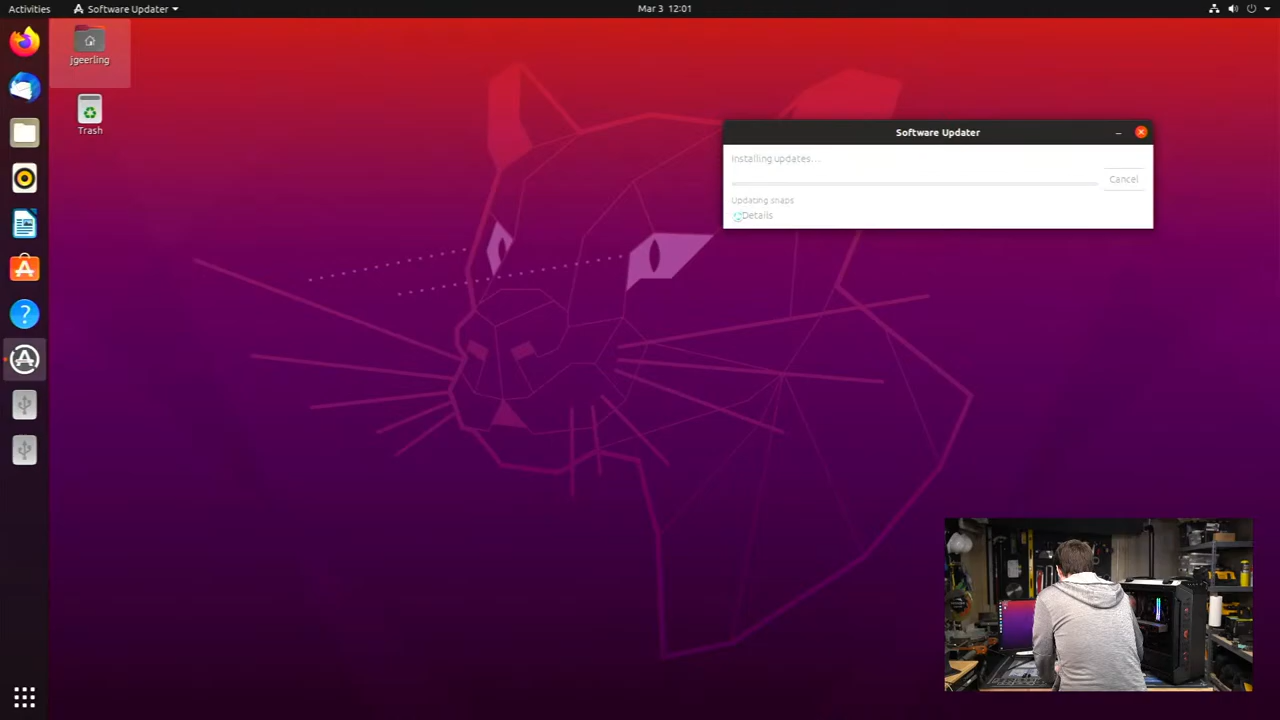 Activities
Software Updater
Mar 3 12:01
jgeerling
Trash
Software Updater
Installing updates...
Cancel
Updating snaps
Details